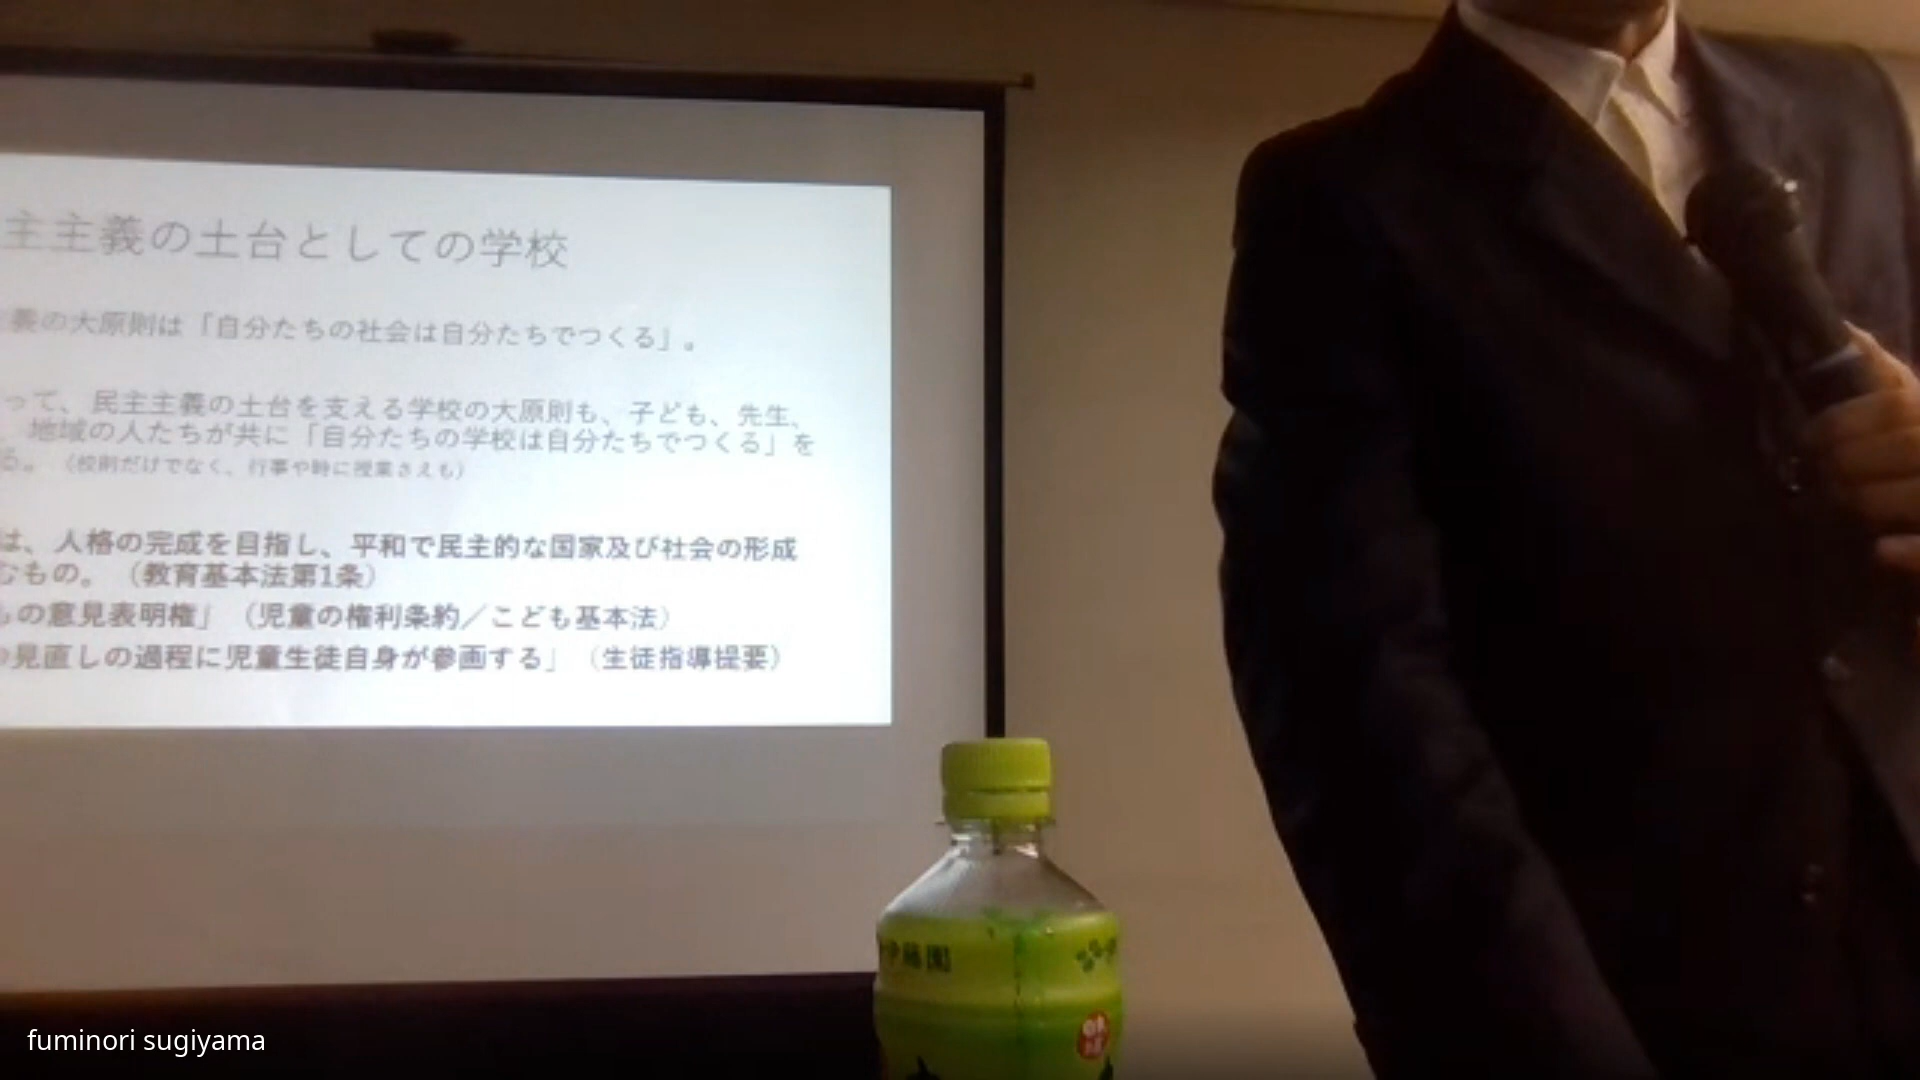 主主義の土台としての学校
義の大原則は「自分たちの社会は自分たちでつくる」。
って、民主主義の土台を支える学校の大原則も、子ども、先生、
地域の人たちが共に「自分たちの学校は自分たちでつくる」を
る。（校則だけでなく、行事や時に授業さえも）
は、人格の完成を目指し、平和で民主的な国家及び社会の形成
むもの。（教育基本法第1条）
もの意見表明権」（児童の権利条約／こども基本法）
の見直しの過程に児童生徒自身が参画する」（生徒指導提要）
伊藤園
fuminori sugiyama